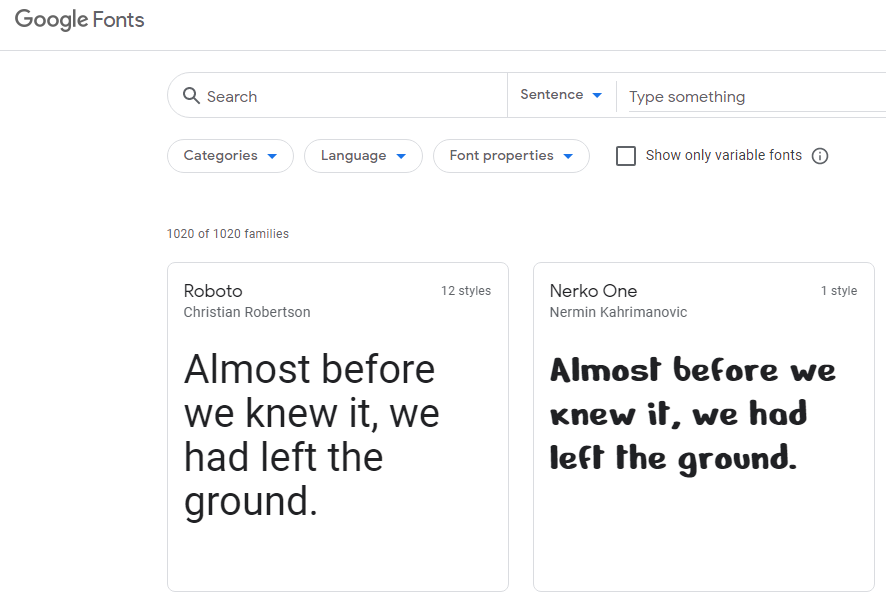 Google Fonts
Search
Sentence
Type something
Categories
Language
Font properties
Show only variable fonts
1020 of 1020 families
Roboto
12 styles
Christian Robertson
Almost before
we knew it, we
had left the
ground.
Nerko One
1 style
Nermin Kahrimanovic
Almost before we
knew it, we had
left the ground.